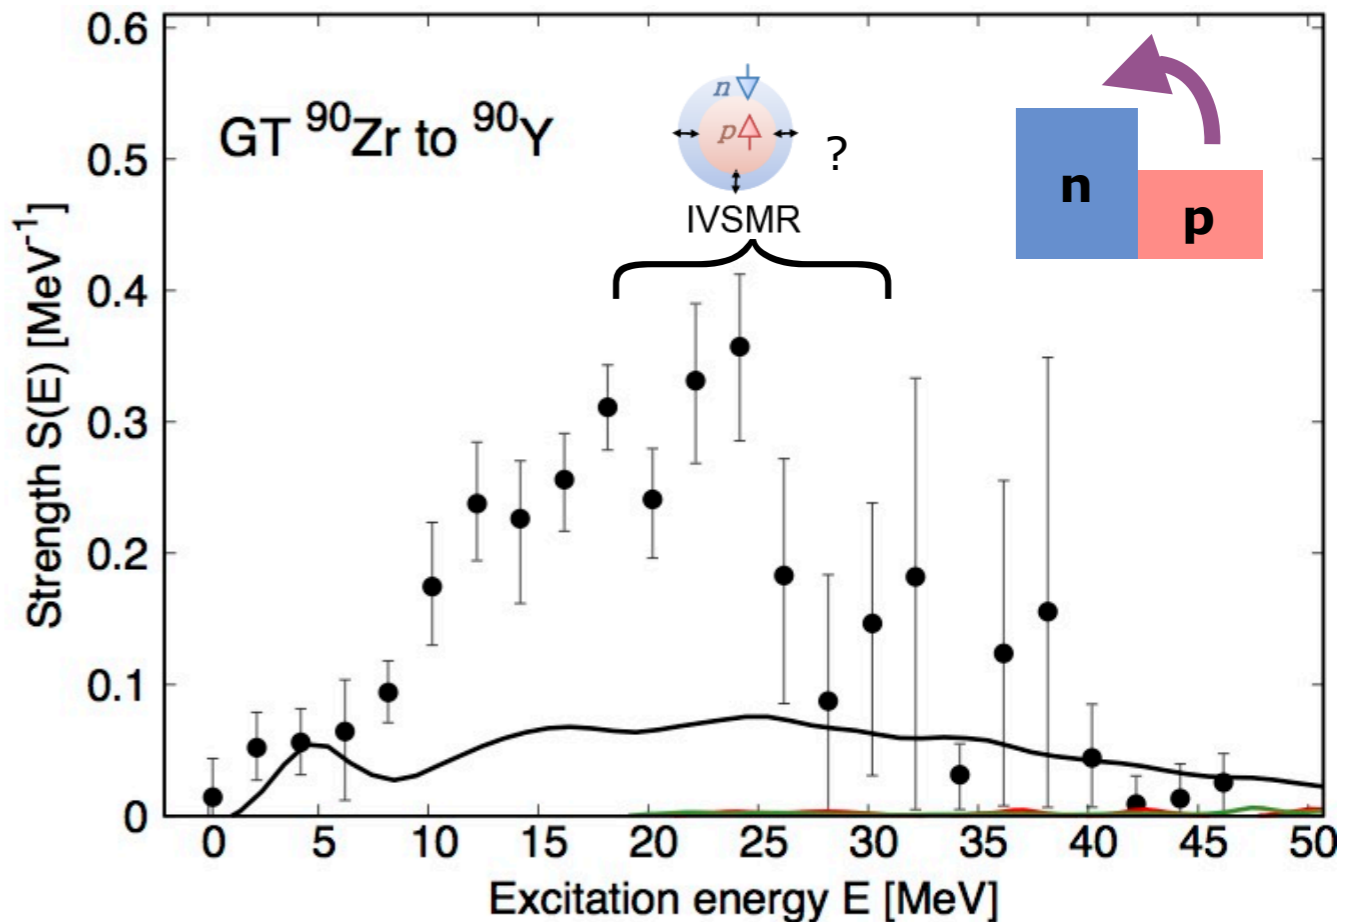 GT ⁹⁰Zr to ⁹⁰Y
n
p
?
IVSMR
n
p
Strength S(E) [MeV⁻¹]
0.6
0.5
0.4
0.3
0.2
0.1
0
0 5 10 15 20 25 30 35 40 45 50
Excitation energy E [MeV]